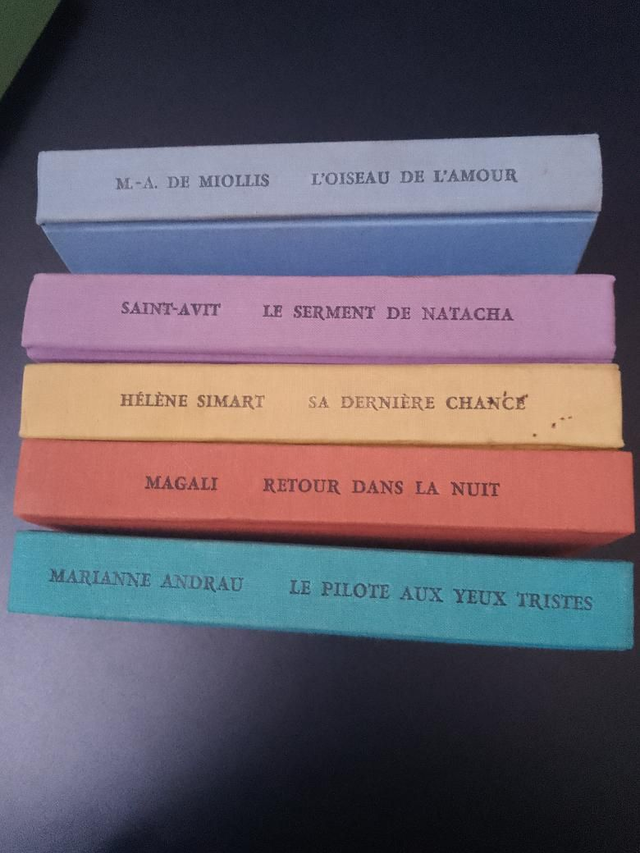 M.-A. DE MIOLLIS L'OISEAU DE L'AMOUR
SAINT-AVIT LE SERMENT DE NATACHA
HÉLÈNE SIMART SA DERNIÈRE CHANCE
MAGALI RETOUR DANS LA NUIT
MARIANNE ANDRAU LE PILOTE AUX YEUX TRISTES